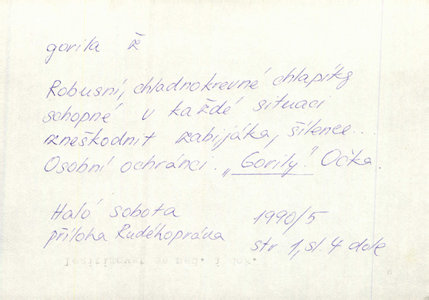 gorila ž
Robusní, chladnokrevné chlapíky
schopné v každé situaci
zneškodnit zabijáka, šílence..
Osobní ochránci. "Gorily". Očka.
Haló sobota 1990/5
příloha Rudéhopráva str 1, sl. 4 dole